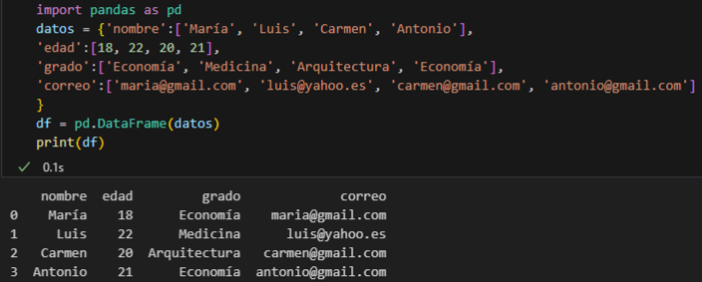 import pandas as pd
datos = {'nombre':['María', 'Luis', 'Carmen', 'Antonio'],
'edad':[18, 22, 20, 21],
'grado':['Economía', 'Medicina', 'Arquitectura', 'Economía'],
'correo':['maria@gmail.com', 'luis@yahoo.es', 'carmen@gmail.com', 'antonio@gmail.com']
}
df = pd.DataFrame(datos)
print(df)
✓ 0.1s
nombre edad grado correo
0 María 18 Economía maria@gmail.com
1 Luis 22 Medicina luis@yahoo.es
2 Carmen 20 Arquitectura carmen@gmail.com
3 Antonio 21 Economía antonio@gmail.com